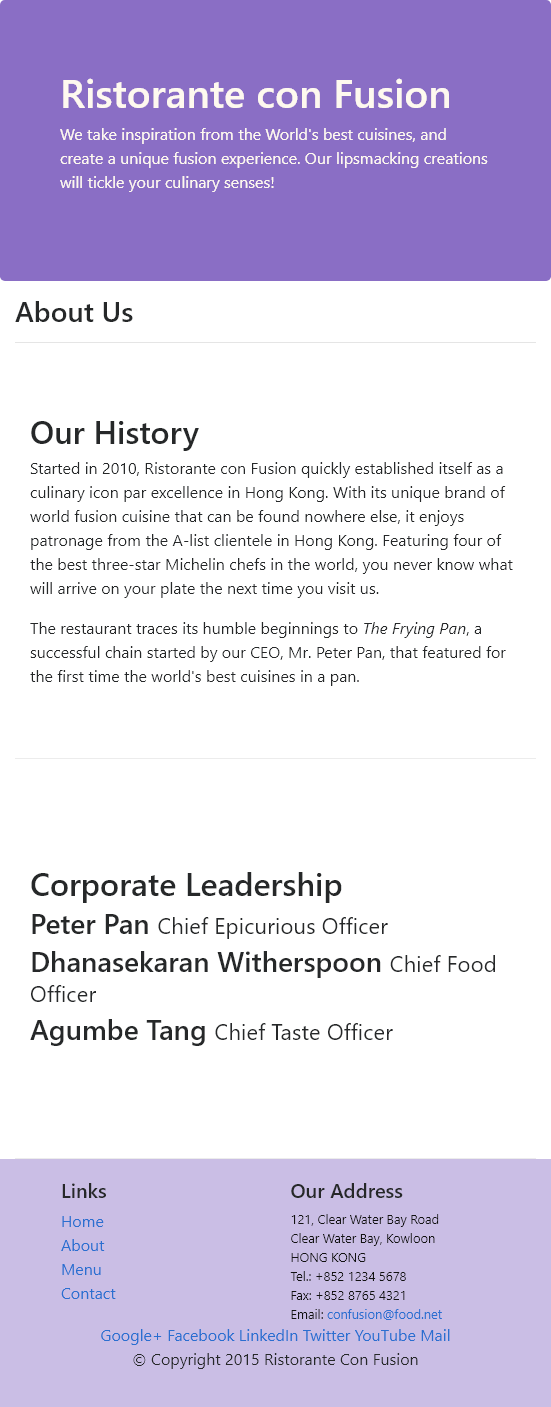 Ristorante con Fusion
We take inspiration from the World's best cuisines, and
create a unique fusion experience. Our lipsmacking creations
will tickle your culinary senses!
About Us
Our History
Started in 2010, Ristorante con Fusion quickly established itself as a
culinary icon par excellence in Hong Kong. With its unique brand of
world fusion cuisine that can be found nowhere else, it enjoys
patronage from the A-list clientele in Hong Kong. Featuring four of
the best three-star Michelin chefs in the world, you never know what
will arrive on your plate the next time you visit us.
The restaurant traces its humble beginnings to The Frying Pan, a
successful chain started by our CEO, Mr. Peter Pan, that featured for
the first time the world's best cuisines in a pan.
Corporate Leadership
Peter Pan Chief Epicurious Officer
Dhanasekaran Witherspoon Chief Food
Officer
Agumbe Tang Chief Taste Officer
Links
Home
About
Menu
Contact
Our Address
121, Clear Water Bay Road
Clear Water Bay, Kowloon
HONG KONG
Tel.: +852 1234 5678
Fax: +852 8765 4321
Email: confusion@food.net
Google+ Facebook LinkedIn Twitter YouTube Mail
© Copyright 2015 Ristorante Con Fusion